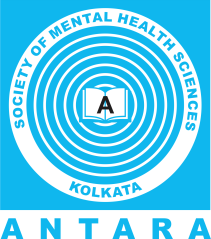 SOCIETY OF MENTAL HEALTH SCIENCES
A
KOLKATA
ANTARA